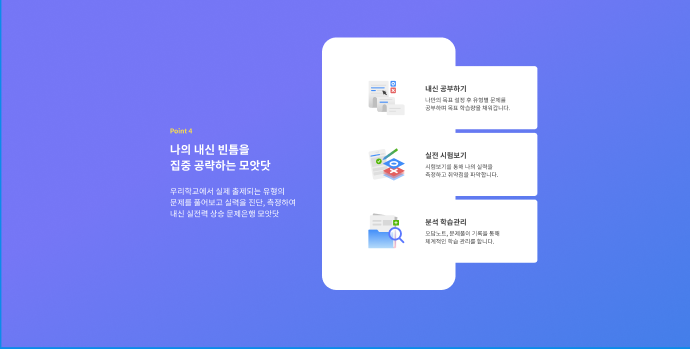 Point 4
나의 내신 빈틈을
집중 공략하는 모앗닷
우리학교에서 실제 출제되는 유형의
문제를 풀어보고 실력을 진단, 측정하여
내신 실전력 상승 문제은행 모앗닷
내신 공부하기
나만의 목표 설정 후 유형별 문제를
공부하며 목표 학습량을 채워갑니다.
실전 시험보기
시험보기를 통해 나의 실력을
측정하고 취약점을 파악합니다.
분석 학습관리
오답노트, 문제풀이 기록을 통해
체계적인 학습 관리를 합니다.